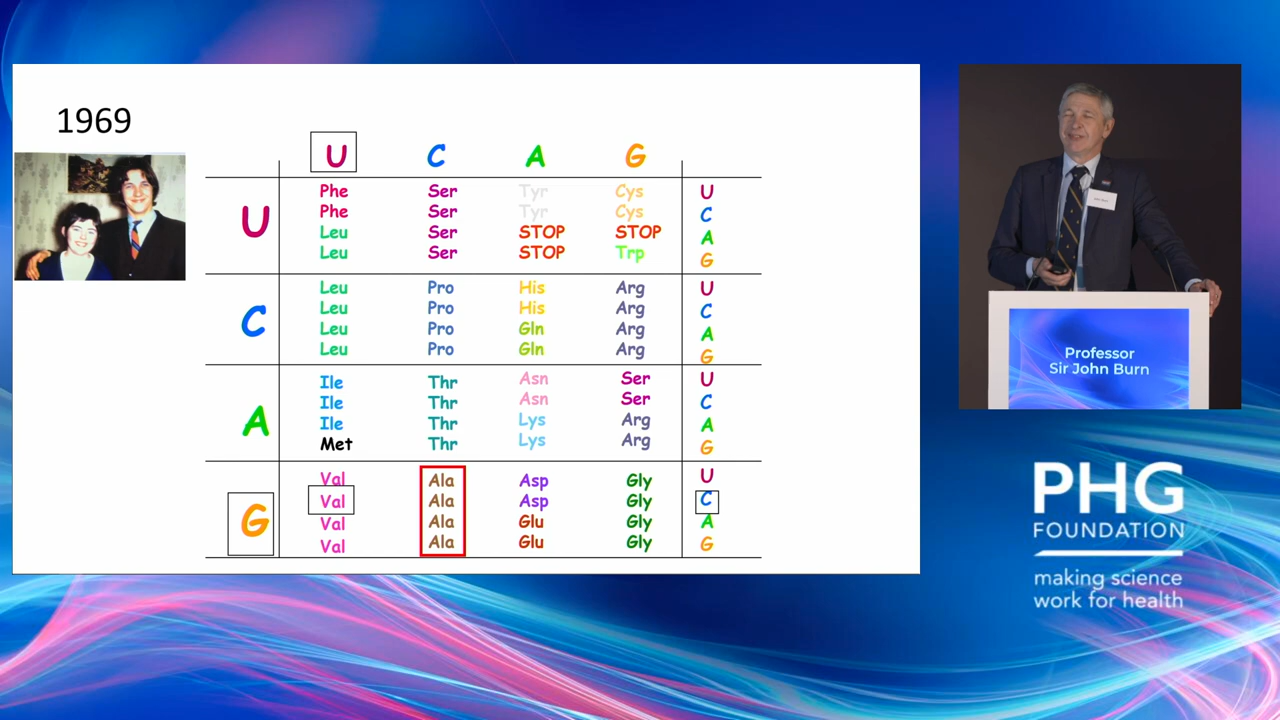 1969
U C A G
U
Phe Ser Tyr Cys U
Phe Ser Tyr Cys C
Leu Ser STOP STOP A
Leu Ser STOP Trp G
C
Leu Pro His Arg U
Leu Pro His Arg C
Leu Pro Gln Arg A
Leu Pro Gln Arg G
A
Ile Thr Asn Ser U
Ile Thr Asn Ser C
Ile Thr Lys Arg A
Met Thr Lys Arg G
G
Val Ala Asp Gly U
Val Ala Asp Gly C
Val Ala Glu Gly A
Val Ala Glu Gly G
Professor
Sir John Burn
PHG
FOUNDATION
making science
work for health